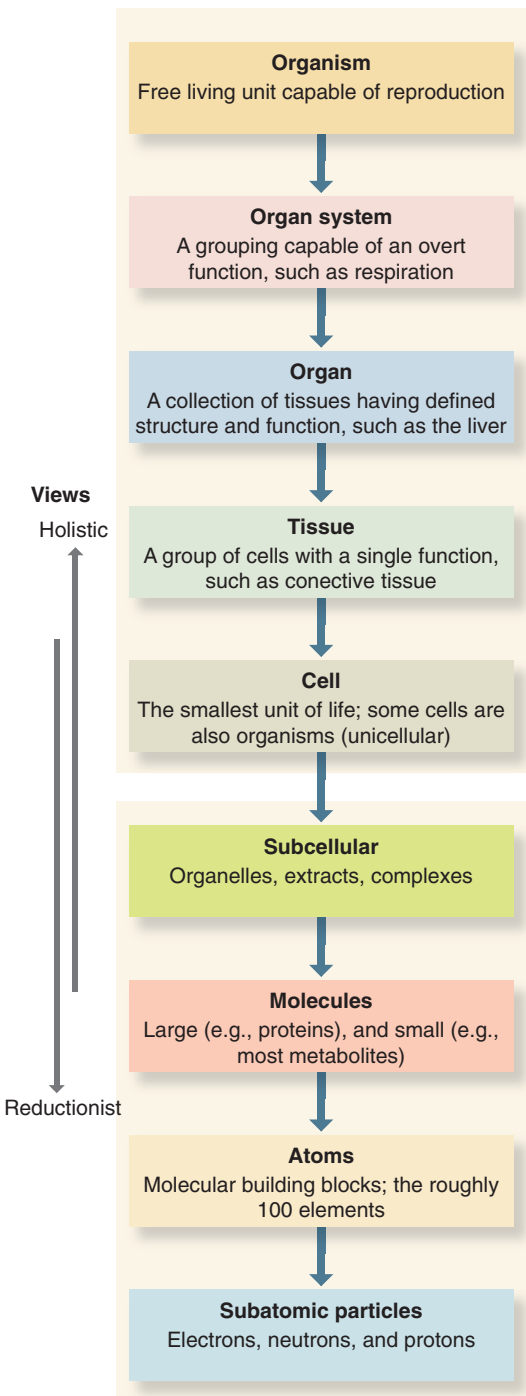 Organism
Free living unit capable of reproduction
Organ system
A grouping capable of an overt
function, such as respiration
Organ
A collection of tissues having defined
structure and function, such as the liver
Views
Holistic
Tissue
A group of cells with a single function,
such as conective tissue
Cell
The smallest unit of life; some cells are
also organisms (unicellular)
Subcellular
Organelles, extracts, complexes
Molecules
Large (e.g., proteins), and small (e.g.,
most metabolites)
Reductionist
Atoms
Molecular building blocks; the roughly
100 elements
Subatomic particles
Electrons, neutrons, and protons